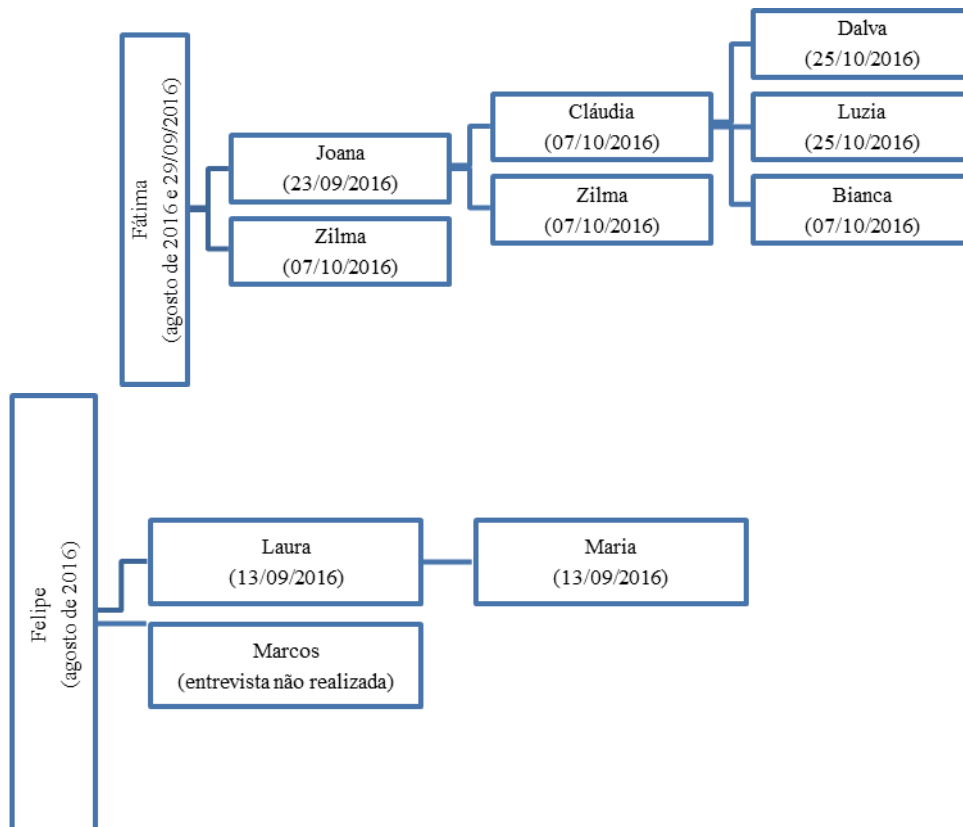 Fátima
(agosto de 2016 e 29/09/2016)
Joana
(23/09/2016)
Zilma
(07/10/2016)
Cláudia
(07/10/2016)
Zilma
(07/10/2016)
Dalva
(25/10/2016)
Luzia
(25/10/2016)
Bianca
(07/10/2016)
Felipe
(agosto de 2016)
Laura
(13/09/2016)
Marcos
(entrevista não realizada)
Maria
(13/09/2016)